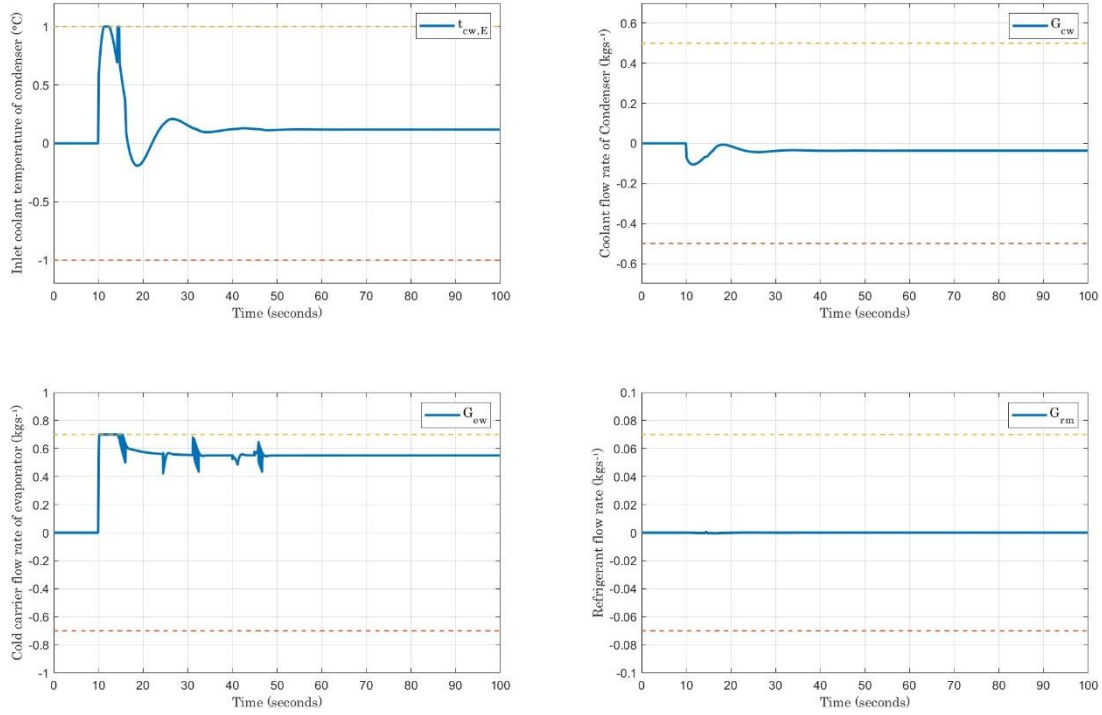 1
0.5
0
-0.5
-1
Inlet coolant temperature of condenser (°C)
t cw,E
0 10 20 30 40 50 60 70 80 90 100
Time (seconds)
0.6
0.4
0.2
0
-0.2
-0.4
-0.6
Coolant flow rate of Condenser (kgs⁻¹)
G cw
0 10 20 30 40 50 60 70 80 90 100
Time (seconds)
1
0.8
0.6
0.4
0.2
0
-0.2
-0.4
-0.6
-0.8
-1
Cold carrier flow rate of evaporator (kgs⁻¹)
G ew
0 10 20 30 40 50 60 70 80 90 100
Time (seconds)
0.1
0.08
0.06
0.04
0.02
0
-0.02
-0.04
-0.06
-0.08
-0.1
Refrigerant flow rate (kgs⁻¹)
G rm
0 10 20 30 40 50 60 70 80 90 100
Time (seconds)